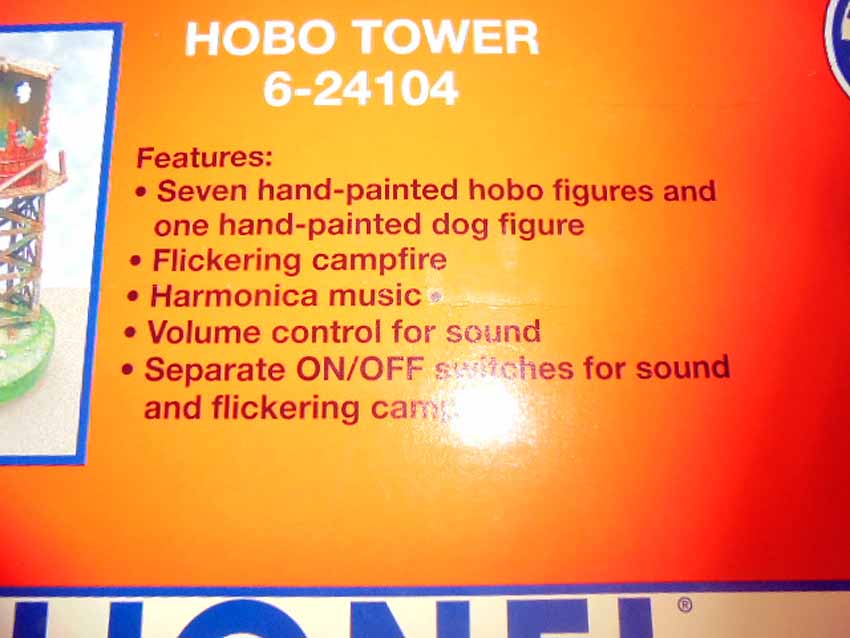 HOBO TOWER
6-24104
Features:
• Seven hand-painted hobo figures and
one hand-painted dog figure
• Flickering campfire
• Harmonica music
• Volume control for sound
• Separate ON/OFF switches for sound
and flickering
LIONEL®